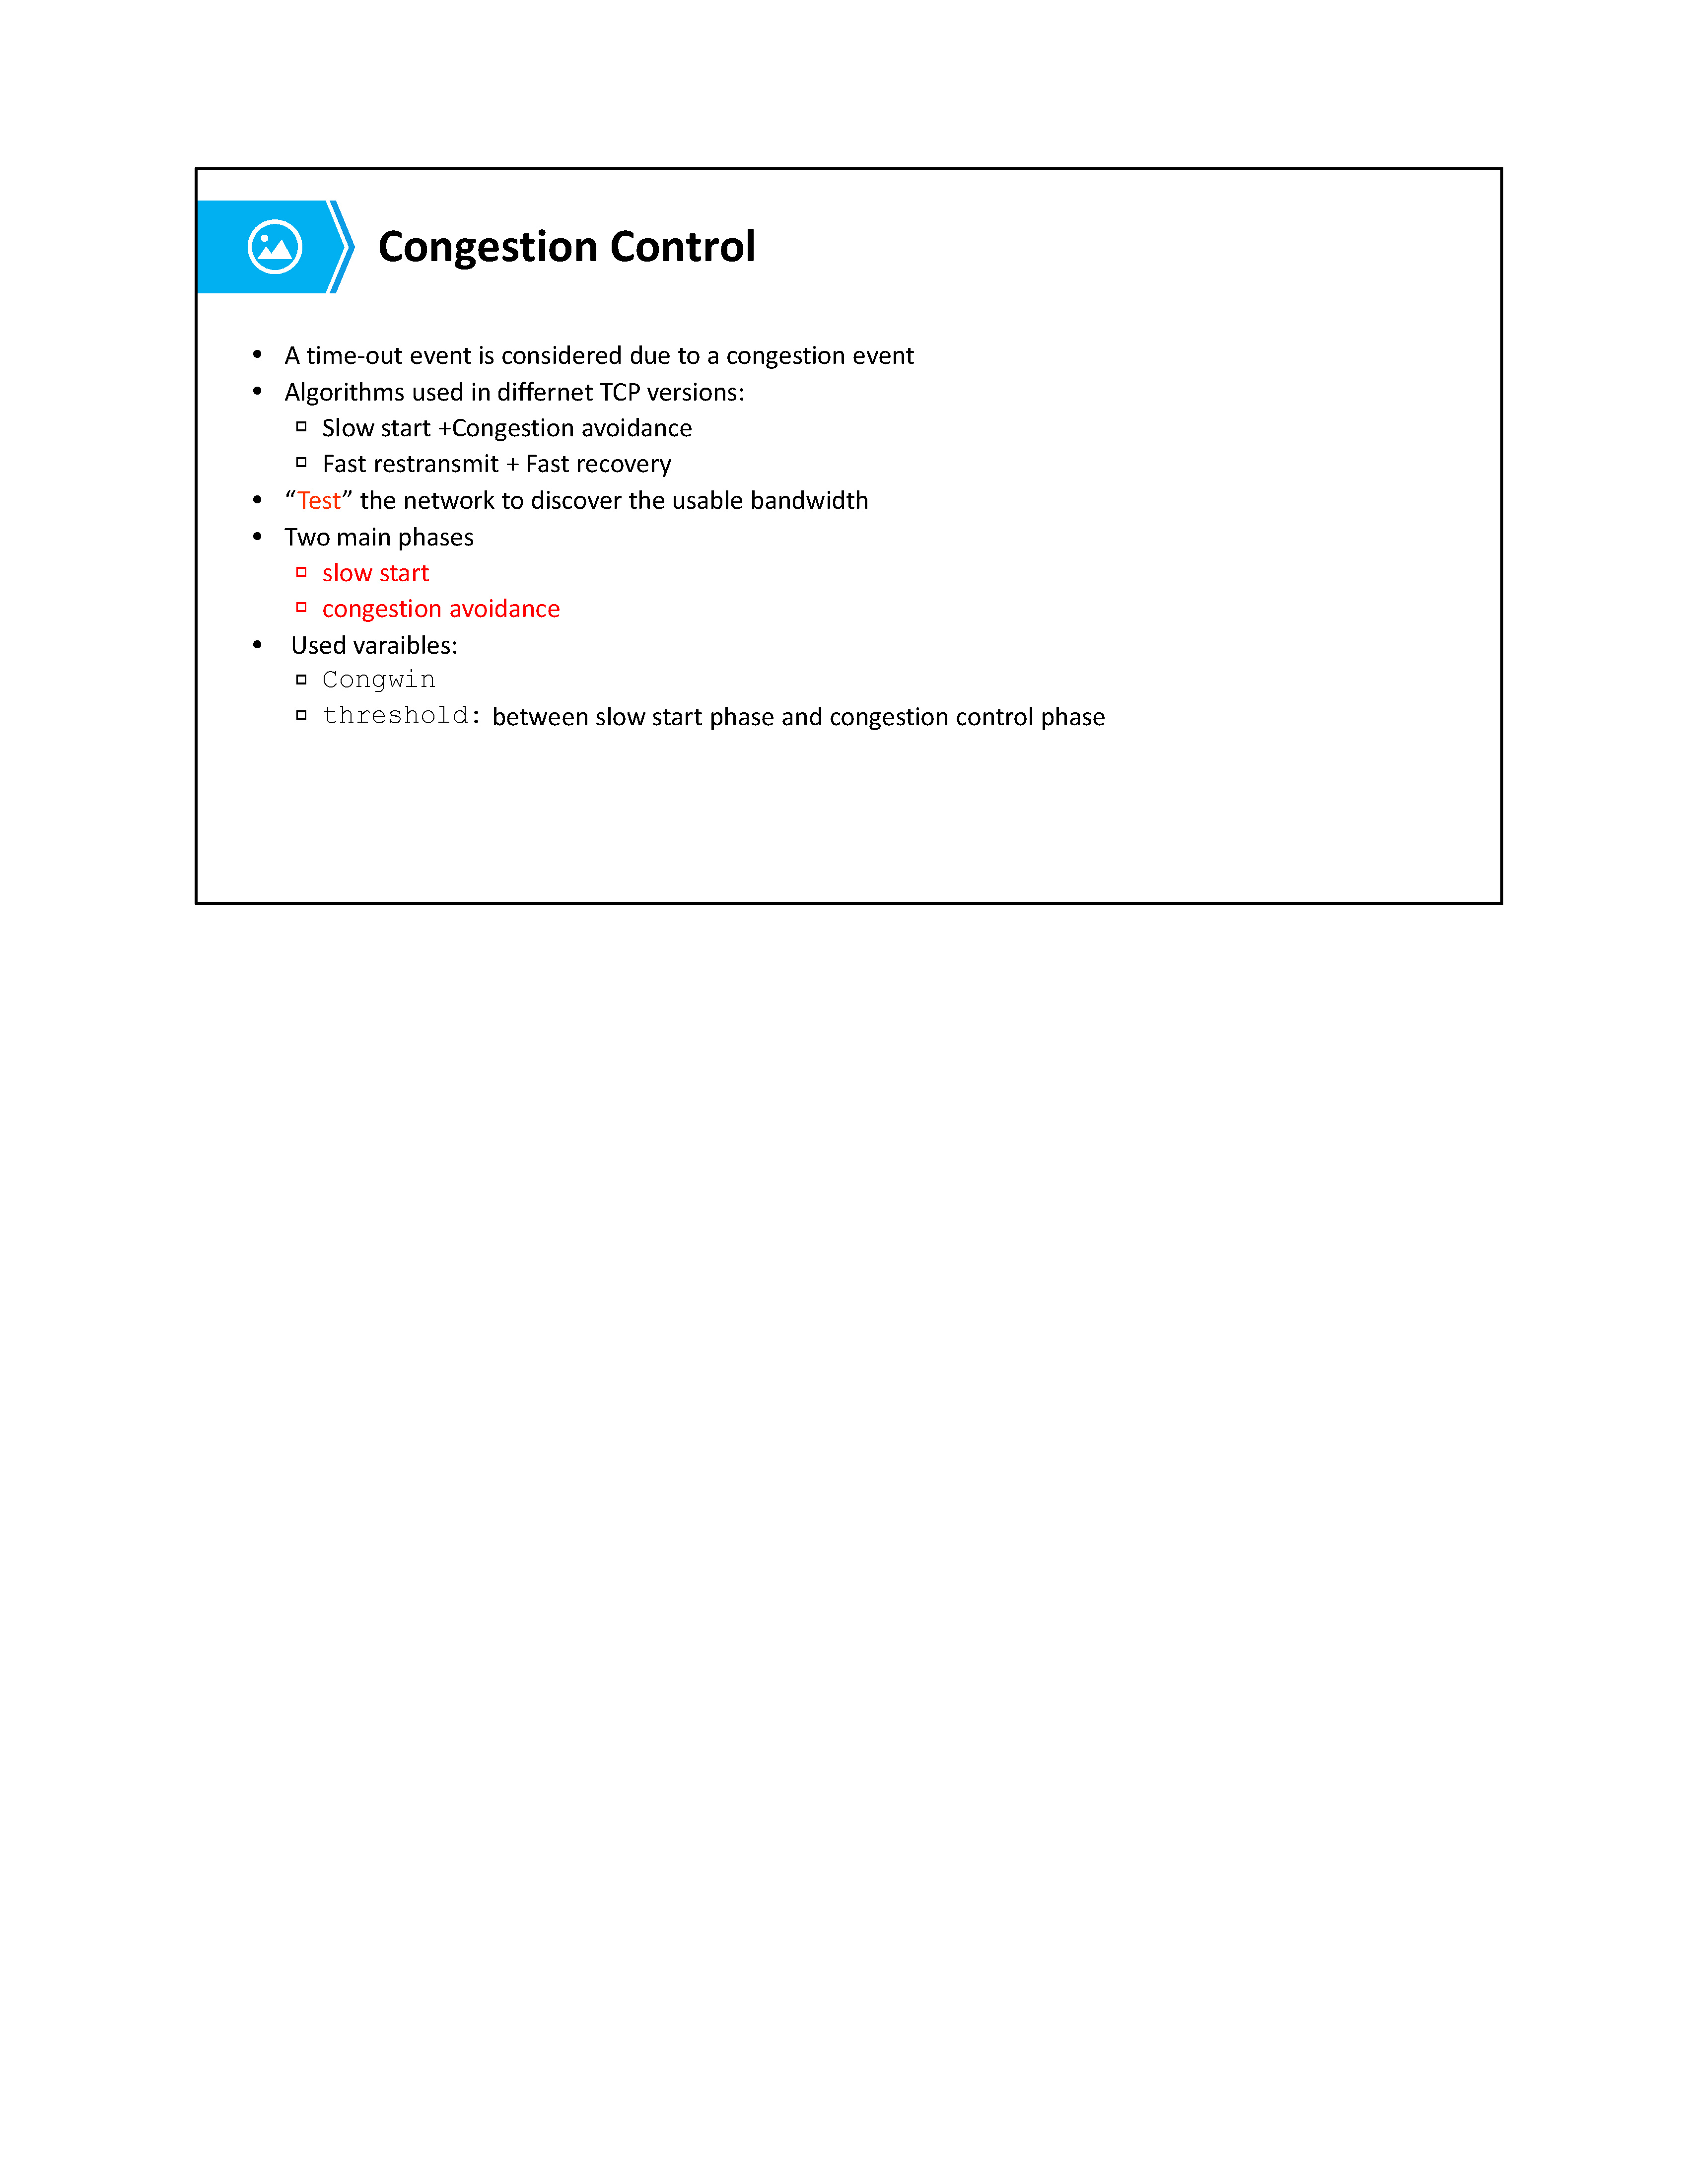 Congestion Control
• A time-out event is considered due to a congestion event
• Algorithms used in differnet TCP versions:
▫ Slow start +Congestion avoidance
▫ Fast restransmit + Fast recovery
• “Test” the network to discover the usable bandwidth
• Two main phases
▫ slow start
▫ congestion avoidance
• Used varaibles:
▫ Congwin
▫ threshold: between slow start phase and congestion control phase